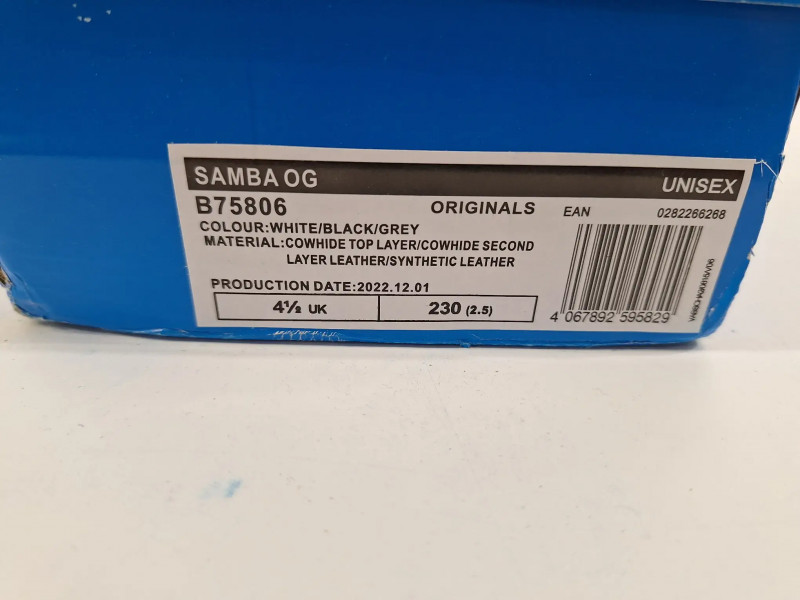 SAMBA OG
UNISEX
B75806 ORIGINALS
EAN 0282266268
COLOUR:WHITE/BLACK/GREY
MATERIAL:COWHIDE TOP LAYER/COWHIDE SECOND
LAYER LEATHER/SYNTHETIC LEATHER
PRODUCTION DATE:2022.12.01
4½ UK 230 (2.5)
4 067892 595829